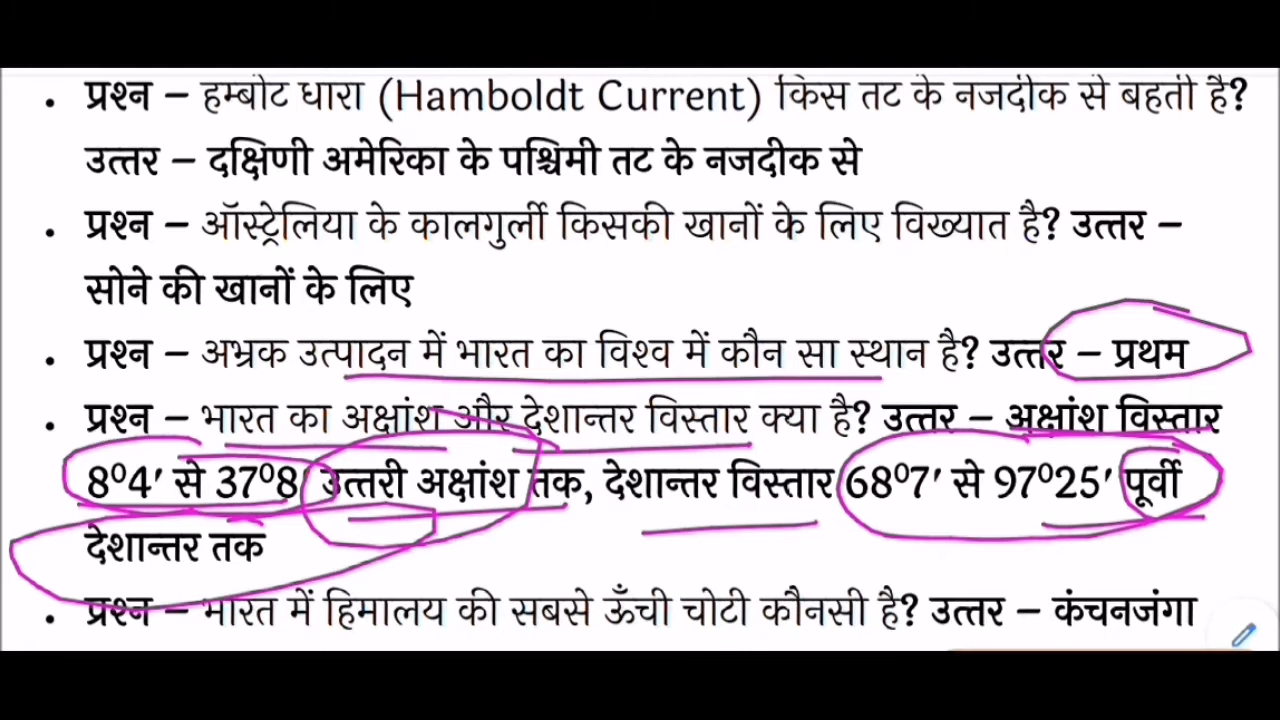 • प्रश्न – हम्बोट धारा (Hamboldt Current) किस तट के नजदीक से बहती है?
उत्तर – दक्षिणी अमेरिका के पश्चिमी तट के नजदीक से
• प्रश्न – ऑस्ट्रेलिया के कालगुर्ली किसकी खानों के लिए विख्यात है? उत्तर –
सोने की खानों के लिए
• प्रश्न – अभ्रक उत्पादन में भारत का विश्व में कौन सा स्थान है? उत्तर – प्रथम
• प्रश्न – भारत का अक्षांश और देशान्तर विस्तार क्या है? उत्तर – अक्षांश विस्तार
8⁰4′ से 37⁰8′ उत्तरी अक्षांश तक, देशान्तर विस्तार 68⁰7′ से 97⁰25′ पूर्वी
देशान्तर तक
• प्रश्न – भारत में हिमालय की सबसे ऊँची चोटी कौनसी है? उत्तर – कंचनजंगा